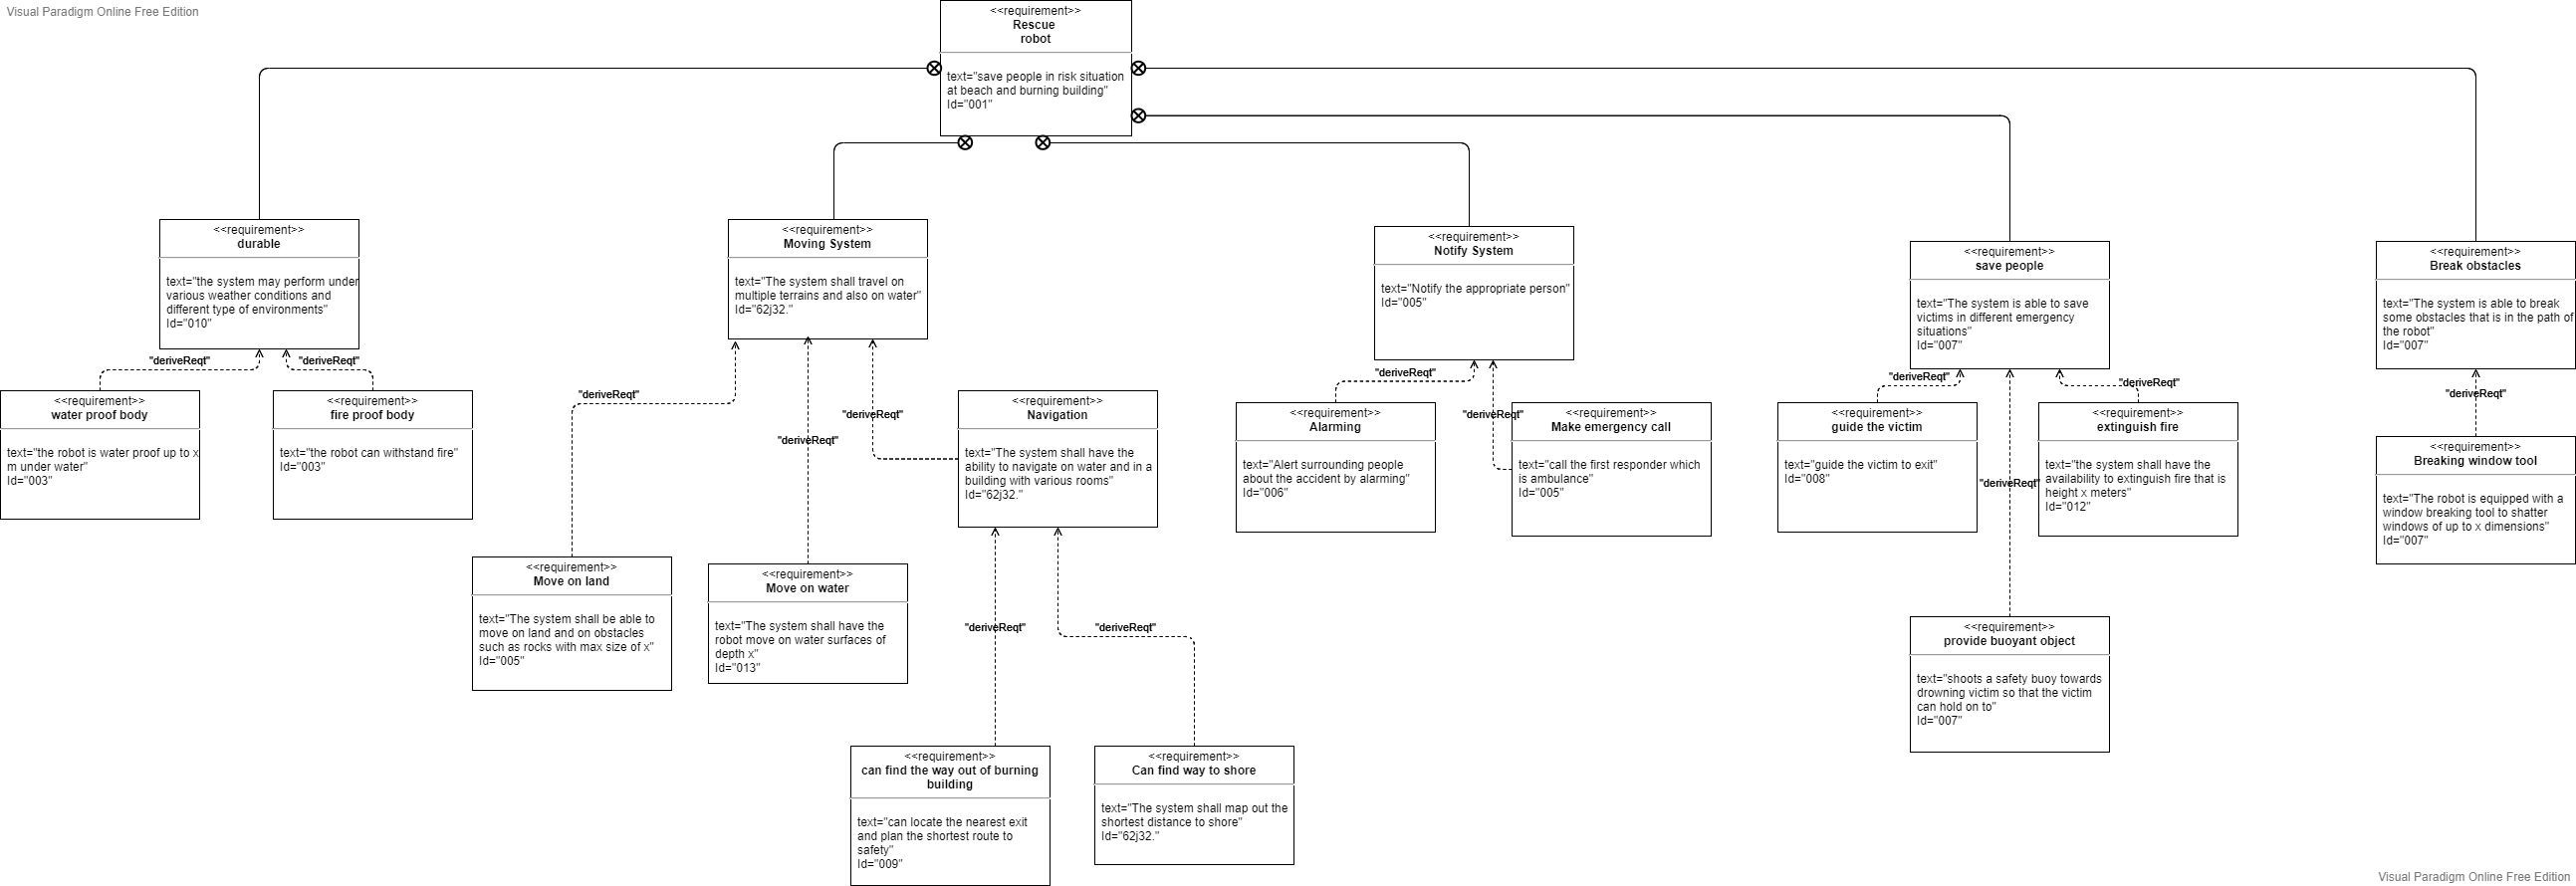 Visual Paradigm Online Free Edition
<<requirement>>
Rescue
robot
text="save people in risk situation
at beach and burning building"
Id="001"
<<requirement>>
durable
text="the system may perform under
various weather conditions and
different type of environments"
Id="010"
<<requirement>>
Moving System
text="The system shall travel on
multiple terrains and also on water"
Id="62j32."
<<requirement>>
Notify System
text="Notify the appropriate person"
Id="005"
<<requirement>>
save people
text="The system is able to save
victims in different emergency
situations"
Id="007"
<<requirement>>
Break obstacles
text="The system is able to break
some obstacles that is in the path of
the robot"
Id="007"
"deriveReqt"
"deriveReqt"
"deriveReqt"
"deriveReqt"
"deriveReqt"
"deriveReqt"
"deriveReqt"
"deriveReqt"
"deriveReqt"
"deriveReqt"
"deriveReqt"
<<requirement>>
water proof body
text="the robot is water proof up to x
m under water"
Id="003"
<<requirement>>
fire proof body
text="the robot can withstand fire"
Id="003"
<<requirement>>
Navigation
text="The system shall have the
ability to navigate on water and in a
building with various rooms"
Id="62j32."
<<requirement>>
Alarming
text="Alert surrounding people
about the accident by alarming"
Id="006"
<<requirement>>
Make emergency call
text="call the first responder which
is ambulance"
Id="005"
<<requirement>>
guide the victim
text="guide the victim to exit"
Id="008"
<<requirement>>
extinguish fire
text="the system shall have the
availability to extinguish fire that is
height x meters"
Id="012"
<<requirement>>
Breaking window tool
text="The robot is equipped with a
window breaking tool to shatter
windows of up to x dimensions"
Id="007"
<<requirement>>
Move on land
text="The system shall be able to
move on land and on obstacles
such as rocks with max size of x"
Id="005"
<<requirement>>
Move on water
text="The system shall have the
robot move on water surfaces of
depth x"
Id="013"
"deriveReqt"
"deriveReqt"
<<requirement>>
provide buoyant object
text="shoots a safety buoy towards
drowning victim so that the victim
can hold on to"
Id="007"
<<requirement>>
can find the way out of burning
building
text="can locate the nearest exit
and plan the shortest route to
safety"
Id="009"
<<requirement>>
Can find way to shore
text="The system shall map out the
shortest distance to shore"
Id="62j32."
Visual Paradigm Online Free Edition